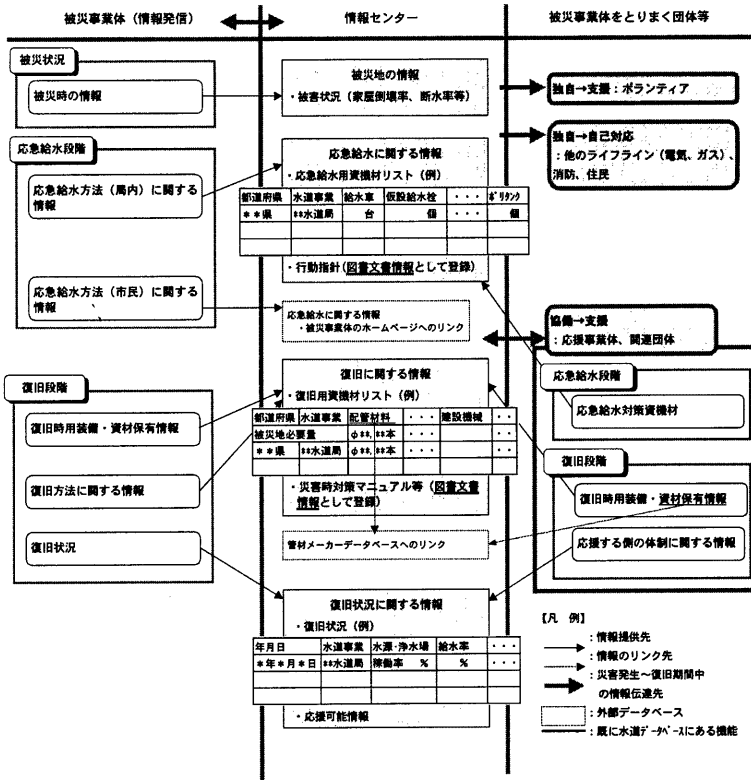 被災事業体（情報発信）
情報センター
被災事業体をとりまく団体等
被災状況
被災時の情報
応急給水段階
応急給水方法（局内）に関する
情報
応急給水方法（市民）に関する
情報
復旧段階
復旧時用装備・資材保有情報
復旧方法に関する情報
復旧状況
被災地の情報
・被害状況（家屋倒壊率、断水率等）
応急給水に関する情報
・応急給水用資機材リスト（例）
都道府県 水道事業 給水車 仮設給水栓 ・・・ ﾎﾟﾘﾀﾝｸ
＊＊県 **水道局 台 個 ・・・ 個
・行動指針（図書文書情報として登録）
応急給水に関する情報
・被災事業体のホームページへのリンク
復旧に関する情報
・復旧用資機材リスト（例）
都道府県 水道事業 配管材料 ・・・ 建設機械 ・・
被災地必要量 φ**,**本 ・・・ ・・
＊＊県 **水道局 φ**,**本 ・・・ ・・
・災害時対策マニュアル等（図書文書
情報として登録）
管材メーカーデータベースへのリンク
復旧状況に関する情報
・復旧状況（例）
年月日 水道事業 水源・浄水場 給水率 ・・・
＊年＊月＊日 **水道局 稼働率 ％ ％ ・・・
・応援可能情報
独自→支援：ボランティア
独自→自己対応
：他のライフライン（電気、ガス）、
消防、住民
協働→支援
：応援事業体、関連団体
応急給水段階
応急給水対策資機材
復旧段階
復旧時用装備・資材保有情報
応援する側の体制に関する情報
【凡 例】
：情報提供先
：情報のリンク先
：災害発生～復旧期間中
の情報伝達先
：外部データベース
：既に水道ﾃﾞｰﾀﾍﾞｰｽにある機能